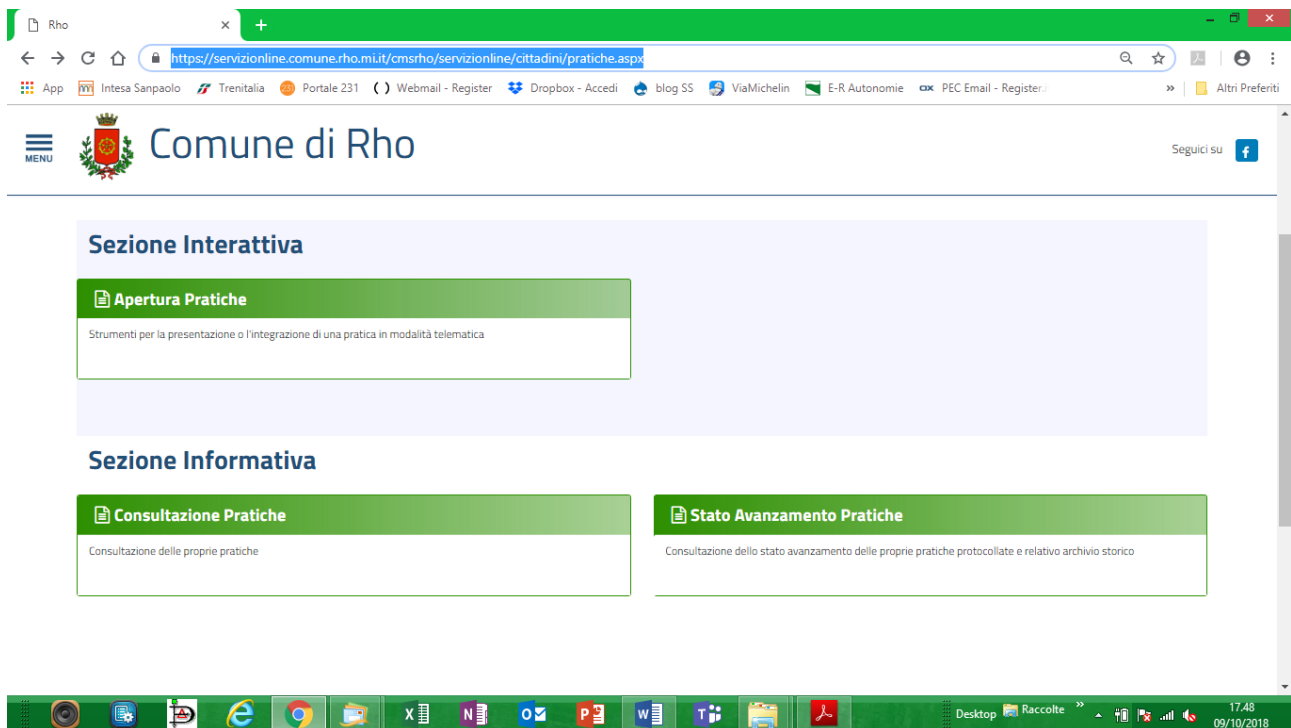 Rho
https://servizionline.comune.rho.mi.it/cmsrho/servizionline/cittadini/pratiche.aspx
App Intesa Sanpaolo Trenitalia Portale 231 Webmail - Register Dropbox - Accedi blog SS ViaMichelin E-R Autonomie PEC Email - Register. Altri Preferiti
MENU
Comune di Rho
Seguici su
Sezione Interattiva
Apertura Pratiche
Strumenti per la presentazione o l'integrazione di una pratica in modalità telematica
Sezione Informativa
Consultazione Pratiche
Consultazione delle proprie pratiche
Stato Avanzamento Pratiche
Consultazione dello stato avanzamento delle proprie pratiche protocollate e relativo archivio storico
Desktop Raccolte
17.48
09/10/2018